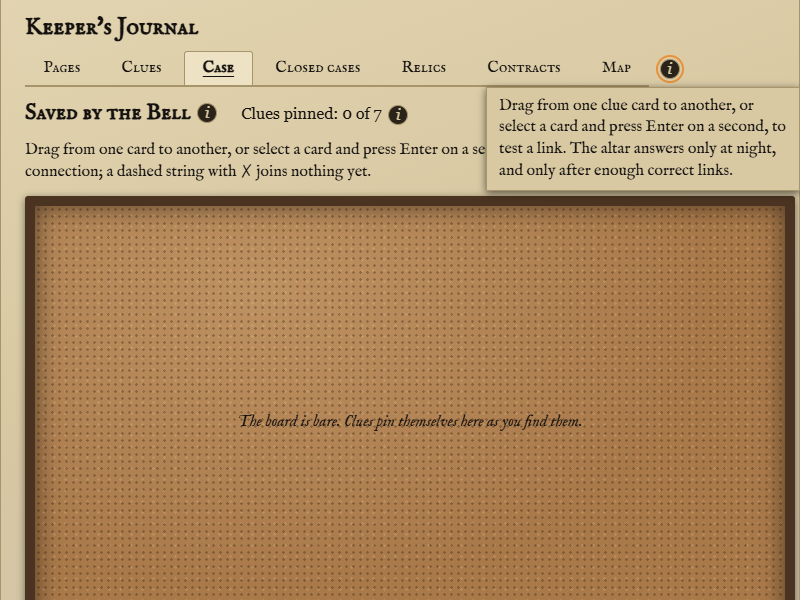 Keeper's Journal
Pages Clues Case Closed cases Relics Contracts Map i
Saved by the Bell i Clues pinned: 0 of 7 i
Drag from one clue card to another, or
select a card and press Enter on a second, to
test a link. The altar answers only at night,
and only after enough correct links.
Drag from one card to another, or select a card and press Enter on a se
connection; a dashed string with ✗ joins nothing yet.
The board is bare. Clues pin themselves here as you find them.